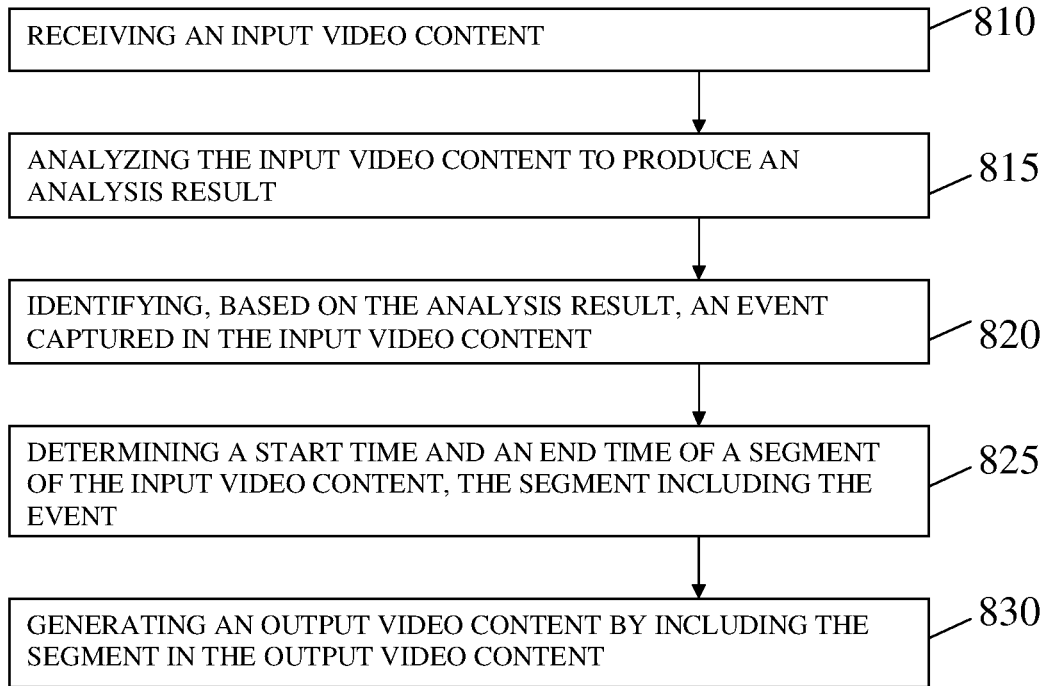 RECEIVING AN INPUT VIDEO CONTENT
810
ANALYZING THE INPUT VIDEO CONTENT TO PRODUCE AN
ANALYSIS RESULT
815
IDENTIFYING, BASED ON THE ANALYSIS RESULT, AN EVENT
CAPTURED IN THE INPUT VIDEO CONTENT
820
DETERMINING A START TIME AND AN END TIME OF A SEGMENT
OF THE INPUT VIDEO CONTENT, THE SEGMENT INCLUDING THE
EVENT
825
GENERATING AN OUTPUT VIDEO CONTENT BY INCLUDING THE
SEGMENT IN THE OUTPUT VIDEO CONTENT
830